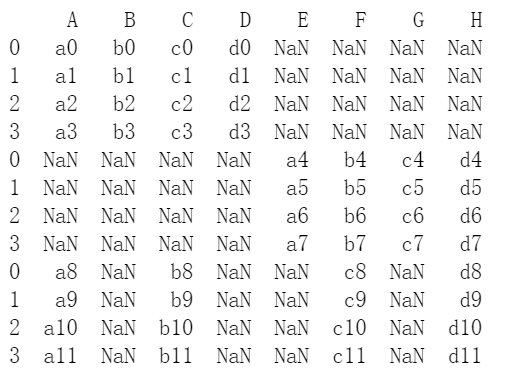 A B C D E F G H
0 a0 b0 c0 d0 NaN NaN NaN NaN
1 a1 b1 c1 d1 NaN NaN NaN NaN
2 a2 b2 c2 d2 NaN NaN NaN NaN
3 a3 b3 c3 d3 NaN NaN NaN NaN
0 NaN NaN NaN NaN a4 b4 c4 d4
1 NaN NaN NaN NaN a5 b5 c5 d5
2 NaN NaN NaN NaN a6 b6 c6 d6
3 NaN NaN NaN NaN a7 b7 c7 d7
0 a8 NaN b8 NaN NaN c8 NaN d8
1 a9 NaN b9 NaN NaN c9 NaN d9
2 a10 NaN b10 NaN NaN c10 NaN d10
3 a11 NaN b11 NaN NaN c11 NaN d11